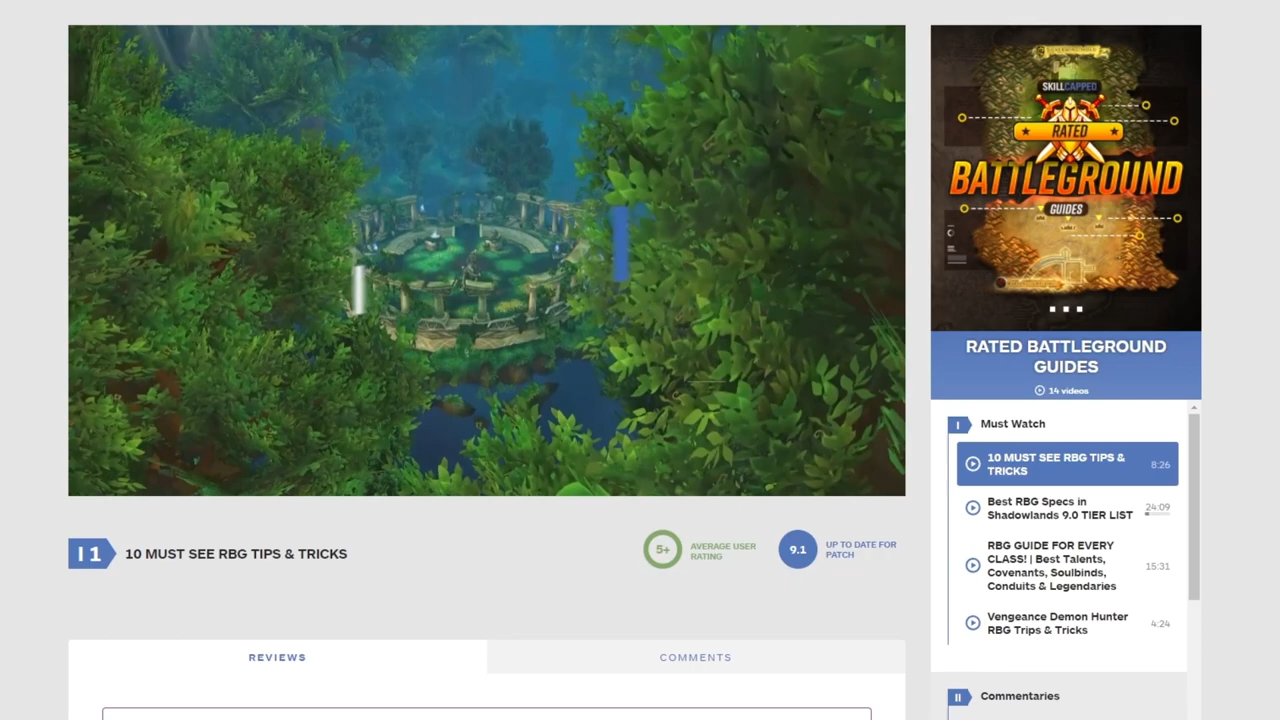 SKILLCAPPED
RATED
BATTLEGROUND
GUIDES
RATED BATTLEGROUND
GUIDES
14 videos
I
Must Watch
10 MUST SEE RBG TIPS &
TRICKS
8:26
Best RBG Specs in
Shadowlands 9.0 TIER LIST
24:09
RBG GUIDE FOR EVERY
CLASS! | Best Talents,
Covenants, Soulbinds,
Conduits & Legendaries
15:31
Vengeance Demon Hunter
RBG Trips & Tricks
4:24
II
Commentaries
I 1
10 MUST SEE RBG TIPS & TRICKS
5+
AVERAGE USER
RATING
9.1
UP TO DATE FOR
PATCH
REVIEWS
COMMENTS